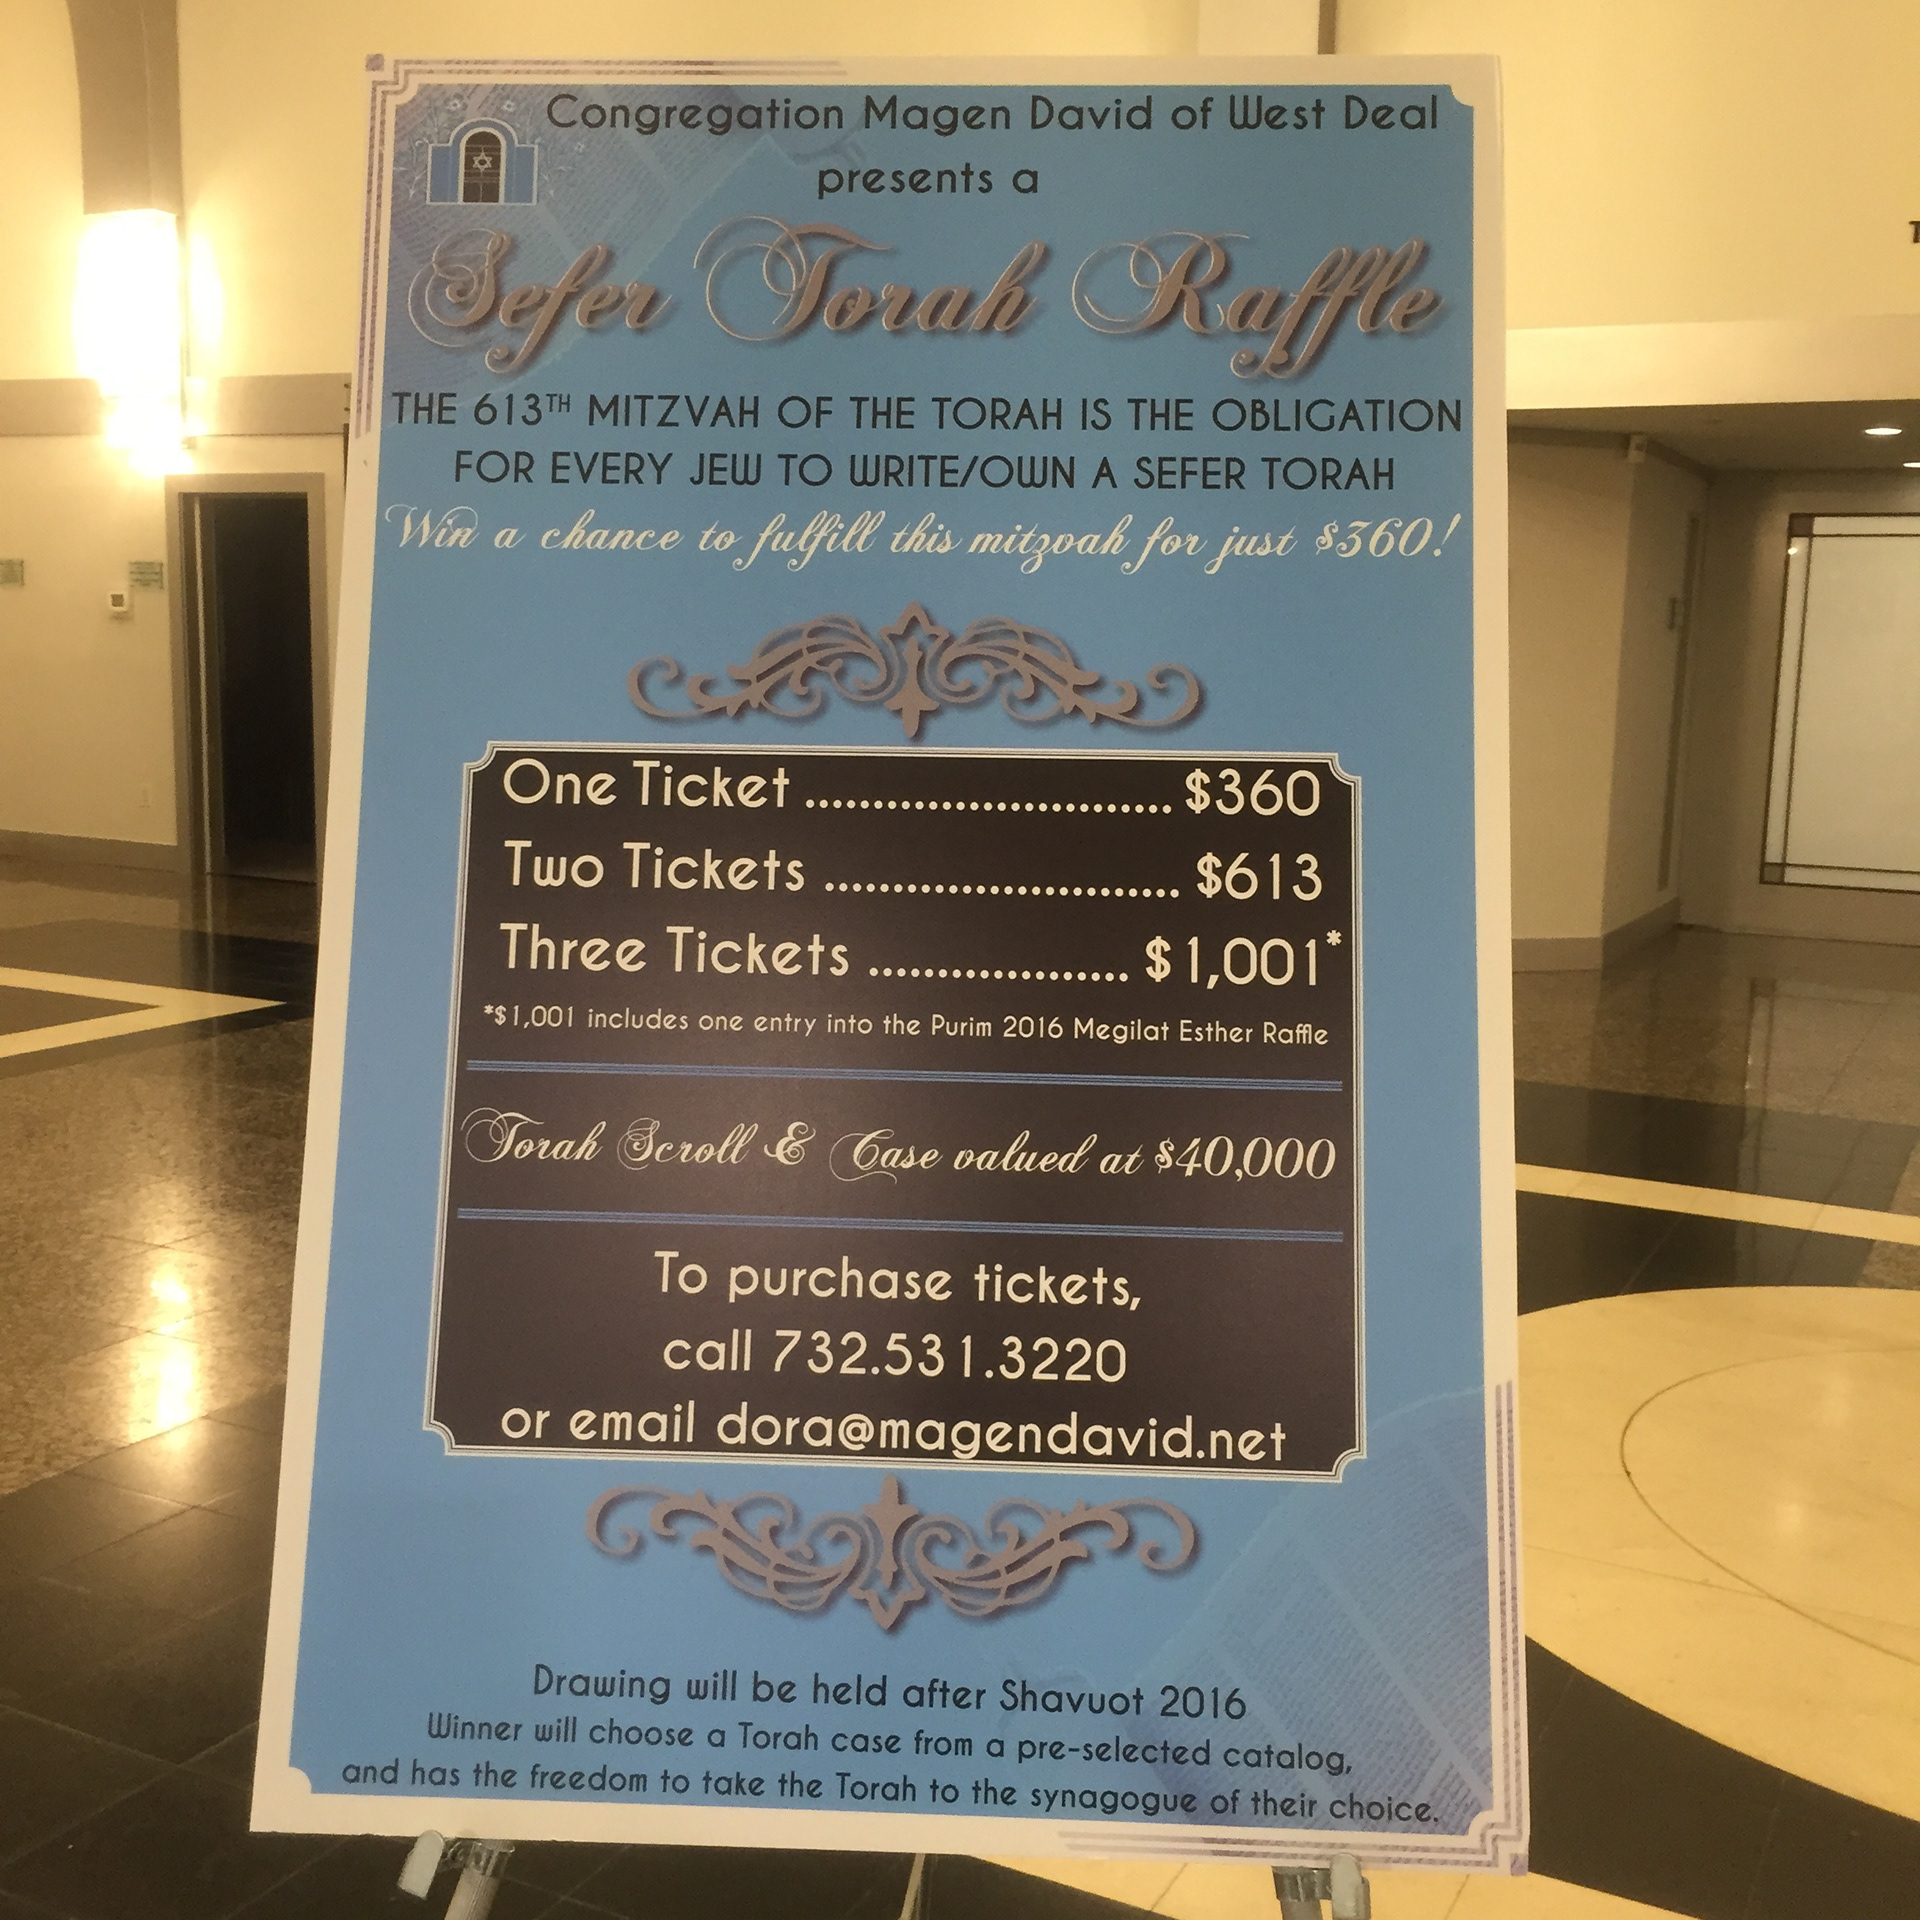 Congregation Magen David of West Deal
presents a
Sefer Torah Raffle
THE 613TH MITZVAH OF THE TORAH IS THE OBLIGATION
FOR EVERY JEW TO WRITE/OWN A SEFER TORAH
Win a chance to fulfill this mitzvah for just $360!
One Ticket ........................... $360
Two Tickets .......................... $613
Three Tickets ................... $1,001*
*$1,001 includes one entry into the Purim 2016 Megilat Esther Raffle
Torah Scroll & Case valued at $40,000
To purchase tickets,
call 732.531.3220
or email dora@magendavid.net
Drawing will be held after Shavuot 2016
Winner will choose a Torah case from a pre-selected catalog,
and has the freedom to take the Torah to the synagogue of their choice.